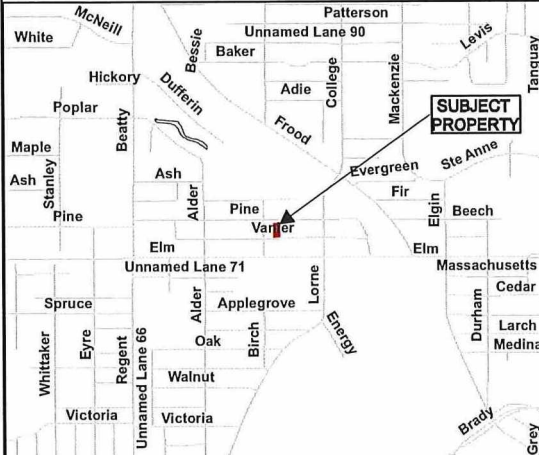 McNeill
Patterson
White
Bessie
Unnamed Lane 90
Levis
Baker
Tanquay
Hickory
Dufferin
Adie
College
Mackenzie
Poplar
Beatty
SUBJECT
PROPERTY
Frood
Maple
Ste Anne
Ash
Stanley
Ash
Evergreen
Alder
Fir
Elgin
Pine
Pine
Beech
Vanier
Elm
Elm
Unnamed Lane 71
Massachusetts
Lorne
Cedar
Spruce
Alder
Applegrove
Durham
Whittaker
Eyre
Regent
Unnamed Lane 66
Oak
Birch
Energy
Larch
Medina
Walnut
Victoria
Victoria
Brady
Grey